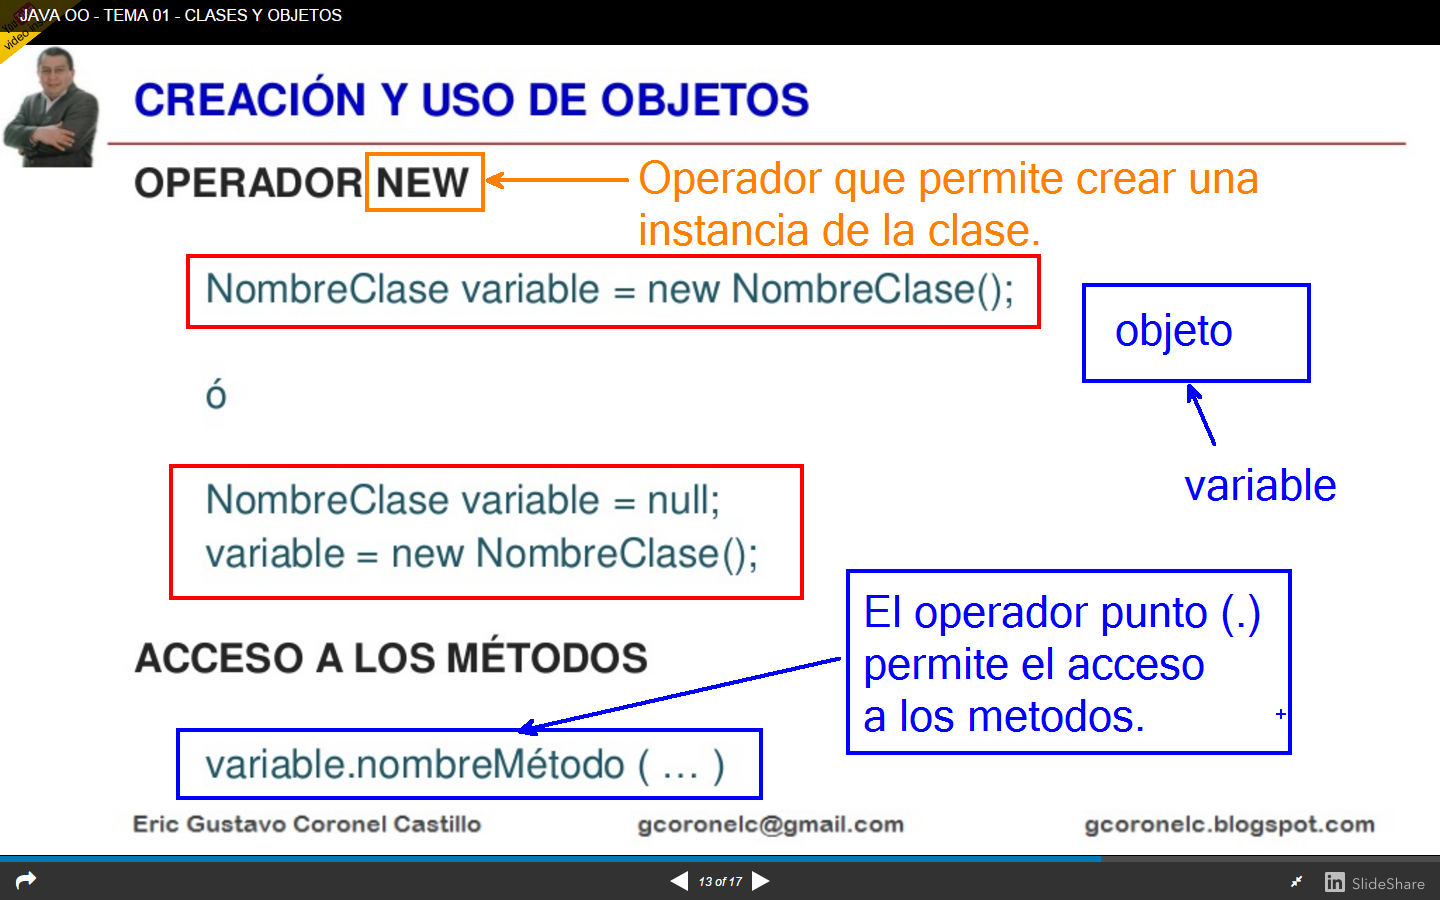 JAVA OO - TEMA 01 - CLASES Y OBJETOS
CREACIÓN Y USO DE OBJETOS
OPERADOR NEW
Operador que permite crear una
instancia de la clase.
NombreClase variable = new NombreClase();
objeto
ó
variable
NombreClase variable = null;
variable = new NombreClase();
El operador punto (.)
permite el acceso
a los metodos.
ACCESO A LOS MÉTODOS
variable.nombreMétodo ( ... )
Eric Gustavo Coronel Castillo
gcoronelc@gmail.com
gcoronelc.blogspot.com
13 of 17
in SlideShare